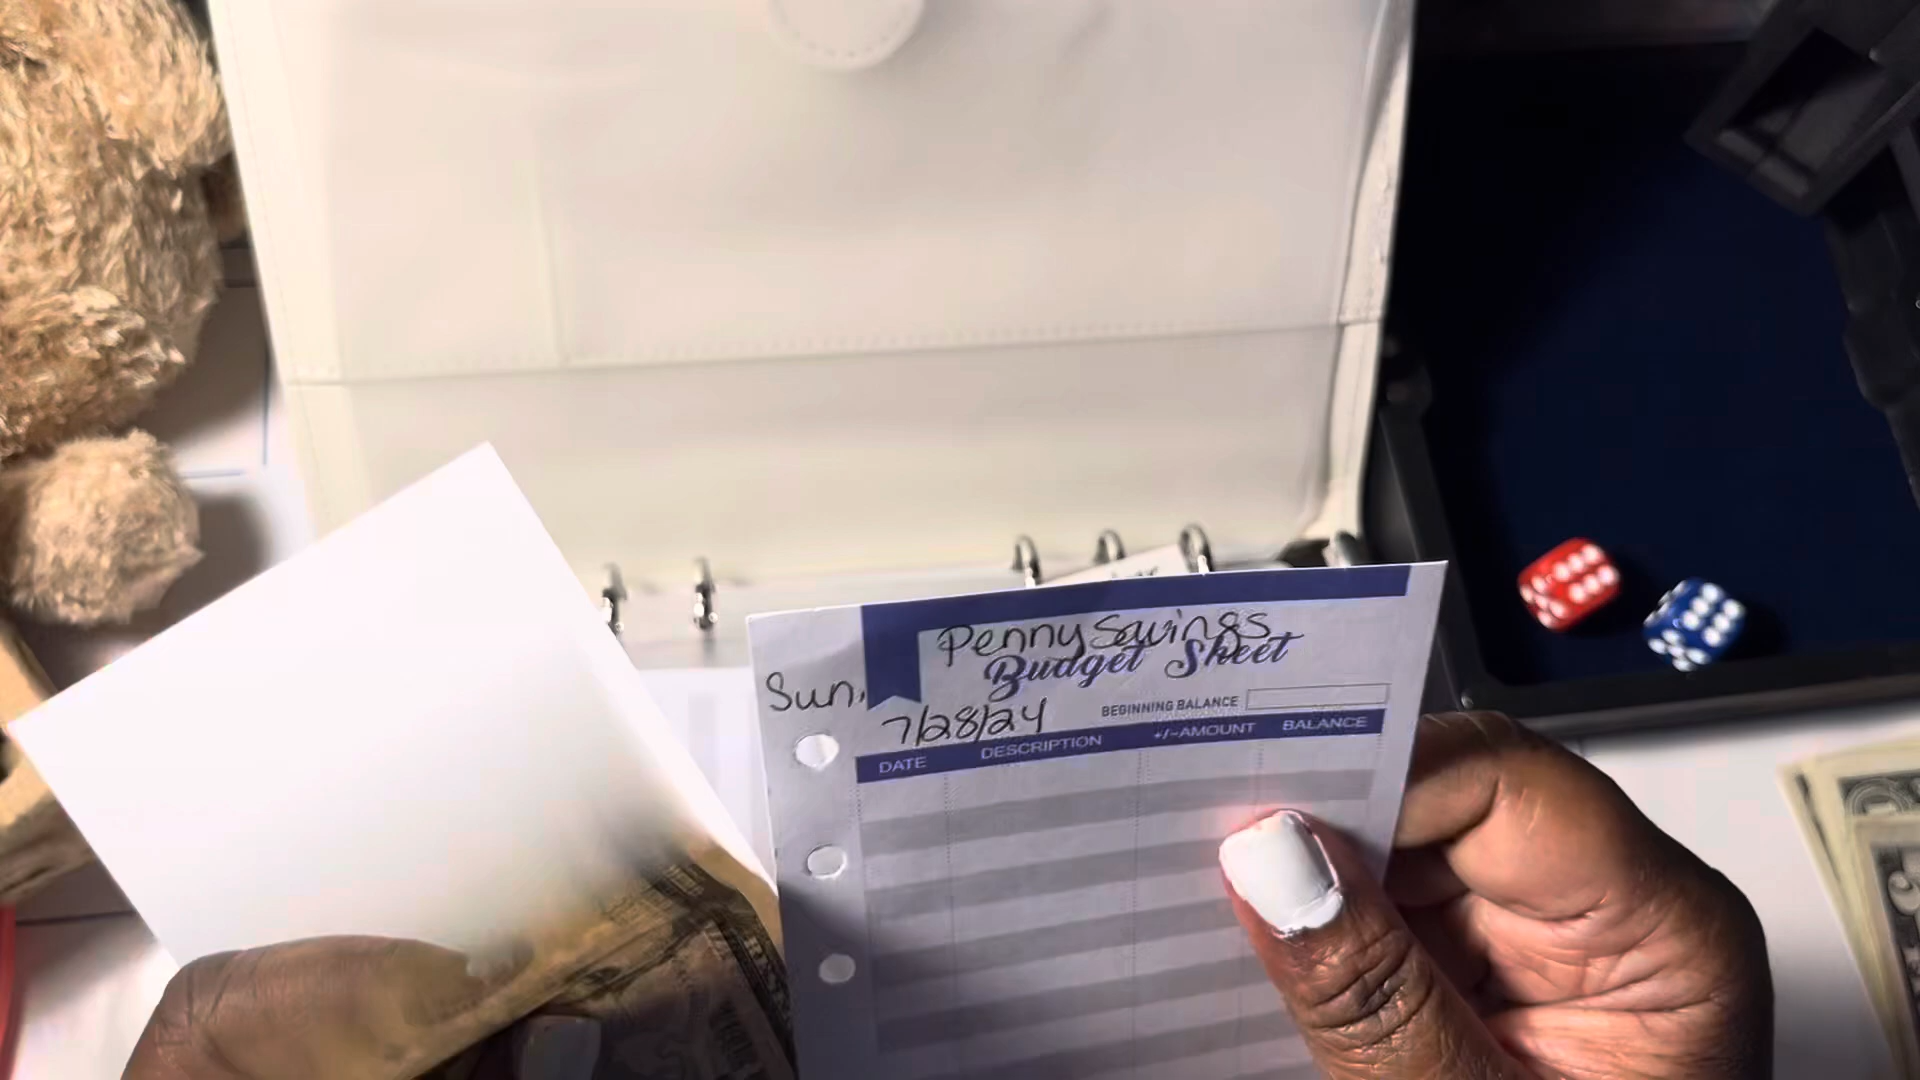 Penny Savings
Budget Sheet
Sun.
7/28/24
BEGINNING BALANCE
DATE DESCRIPTION +/-AMOUNT BALANCE